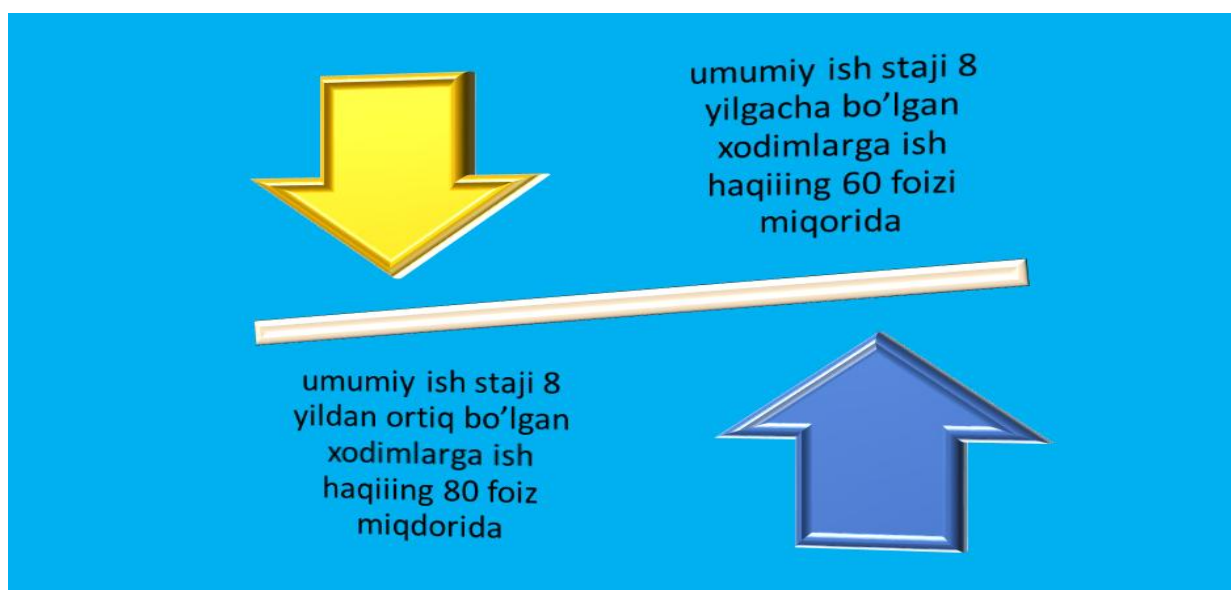 umumiy ish staji 8
yilgacha bo’lgan
xodimlarga ish
haqiiing 60 foizi
miqorida
umumiy ish staji 8
yildan ortiq bo’lgan
xodimlarga ish
haqiiing 80 foiz
miqdorida